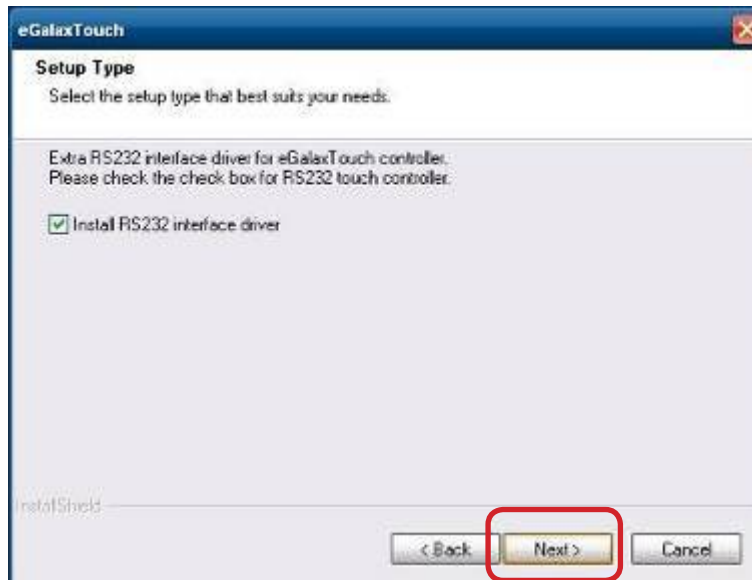 eGalaxTouch
Setup Type
Select the setup type that best suits your needs.
Extra RS232 interface driver for eGalaxTouch controller.
Please check the check box for RS232 touch controller.
Install RS232 interface driver
InstallShield
< Back Next > Cancel